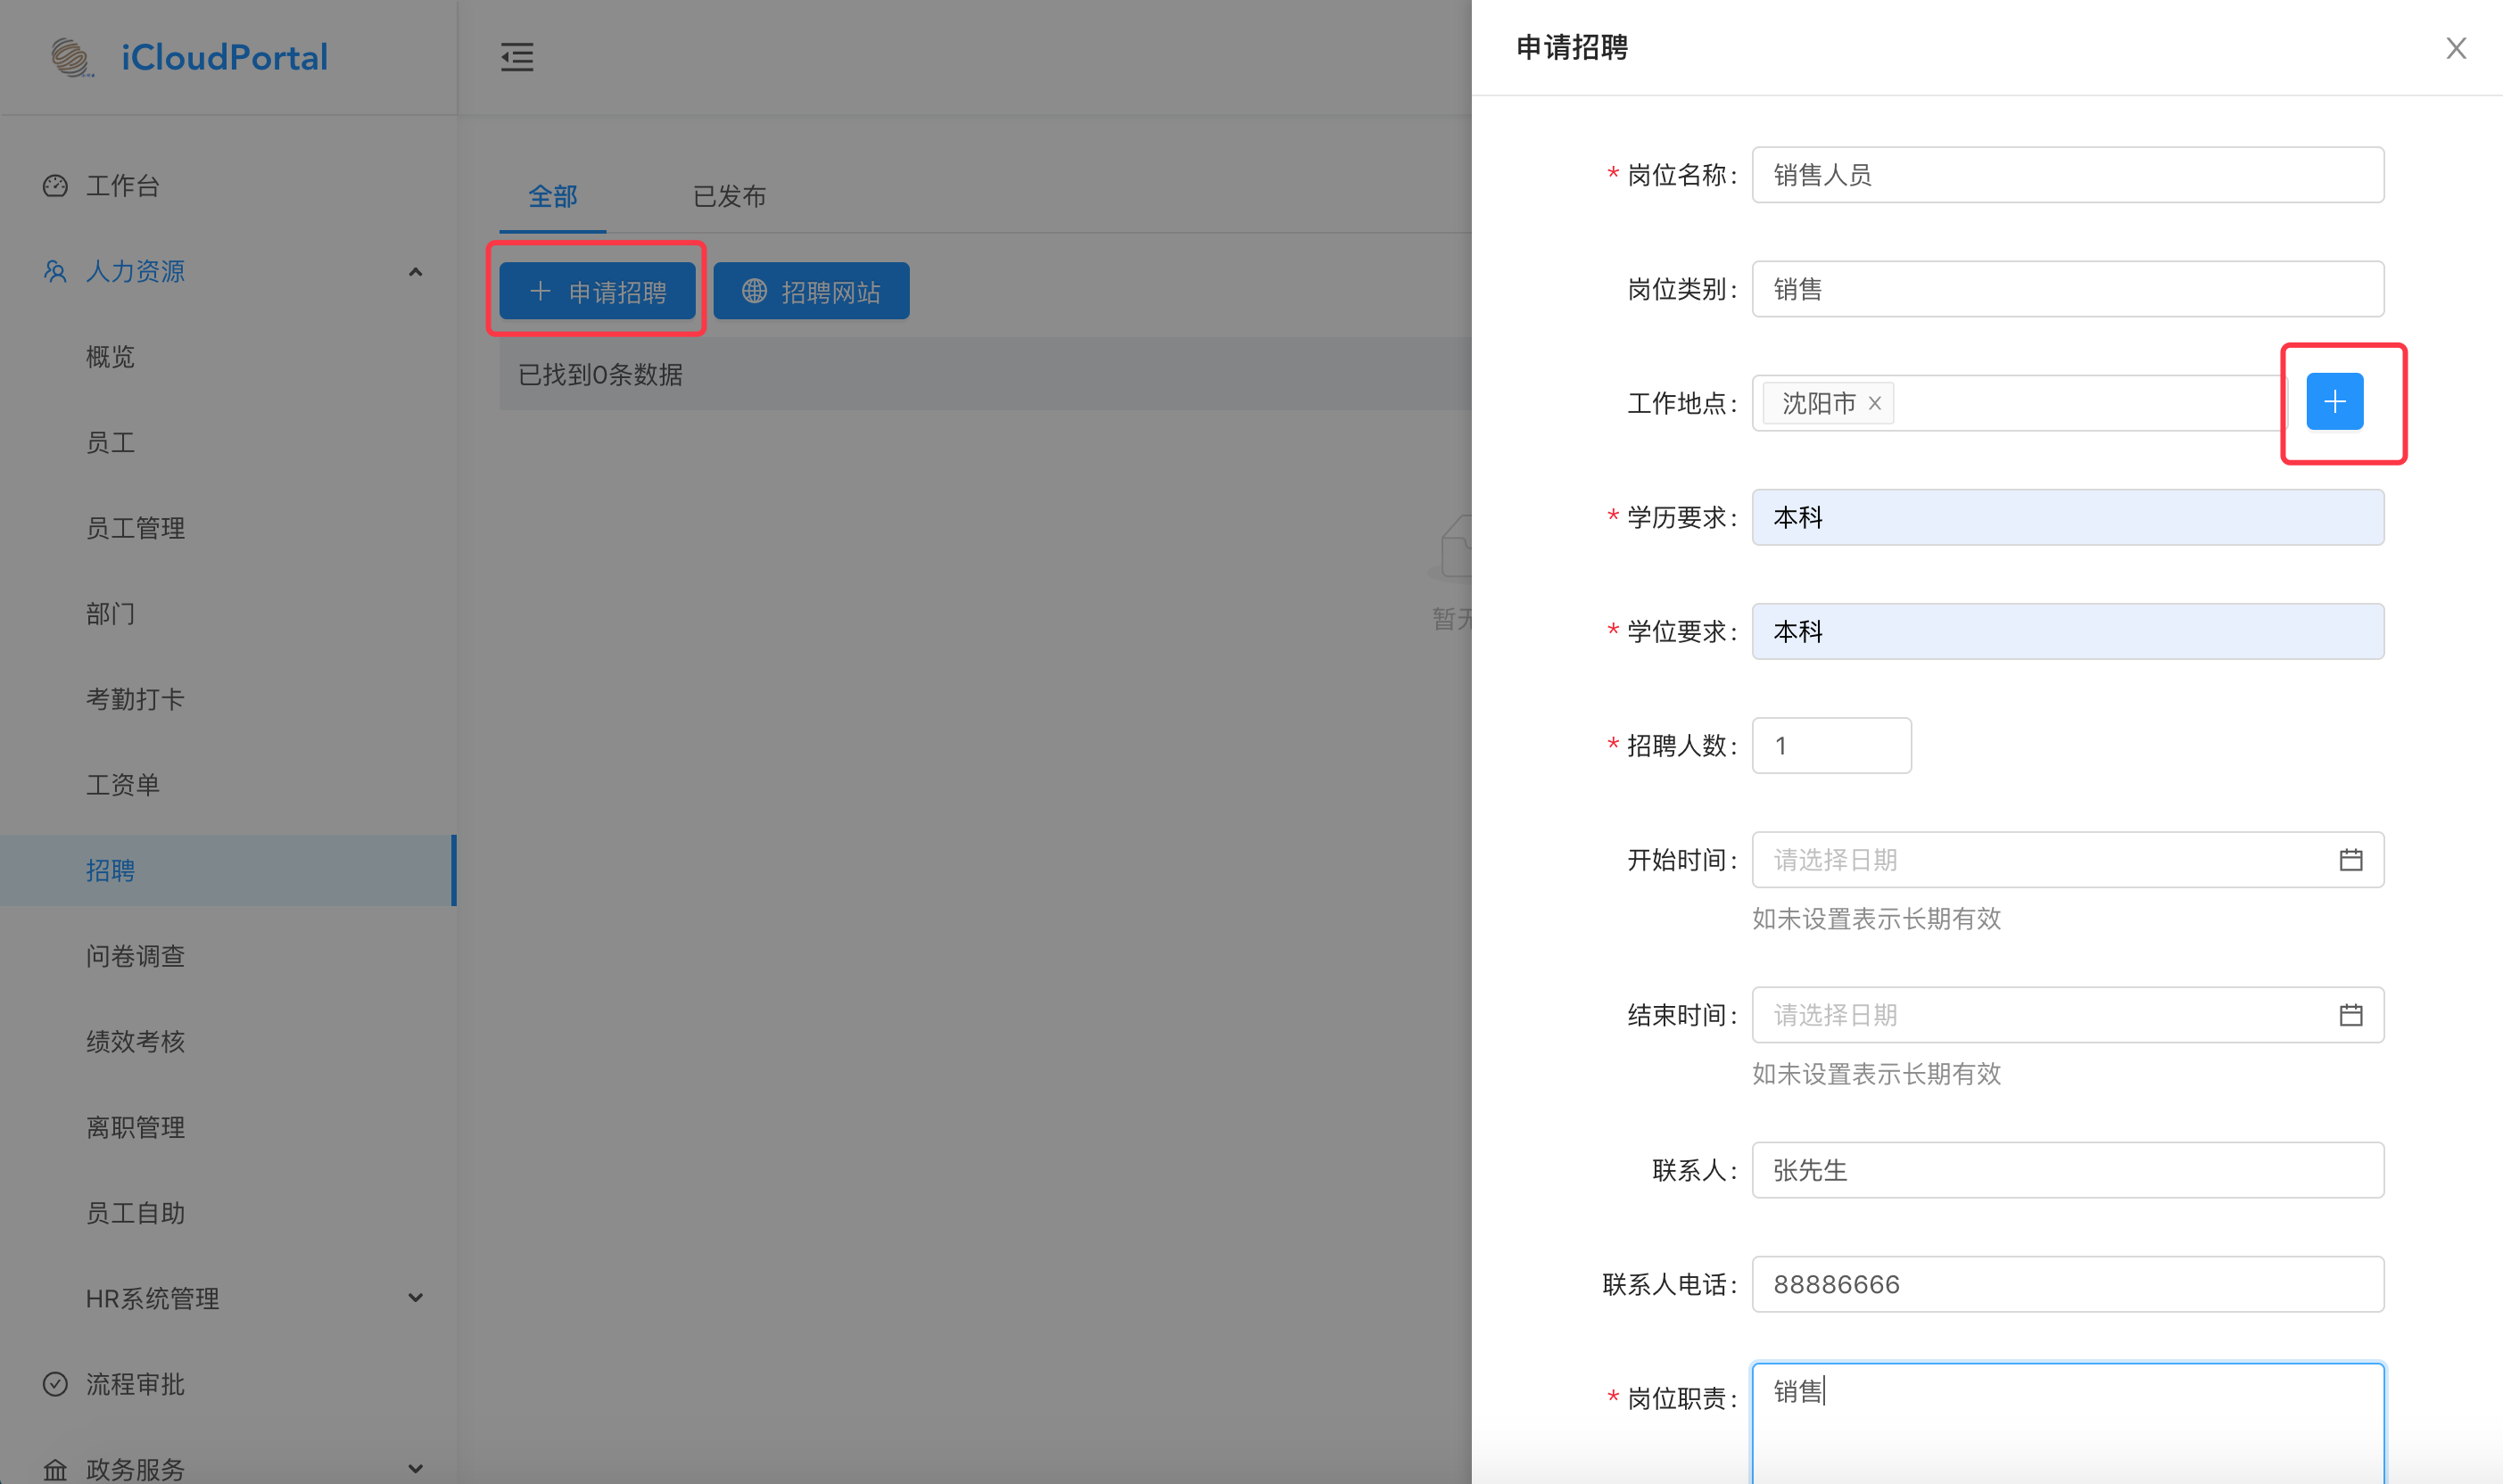 iCloudPortal
工作台
人力资源
概览
员工
员工管理
部门
考勤打卡
工资单
招聘
问卷调查
绩效考核
离职管理
员工自助
HR系统管理
流程审批
政务服务
全部
已发布
申请招聘
招聘网站
已找到0条数据
暂无
申请招聘
* 岗位名称: 销售人员
岗位类别: 销售
工作地点: 沈阳市
* 学历要求: 本科
* 学位要求: 本科
* 招聘人数: 1
开始时间: 请选择日期
如未设置表示长期有效
结束时间: 请选择日期
如未设置表示长期有效
联系人: 张先生
联系人电话: 88886666
* 岗位职责: 销售